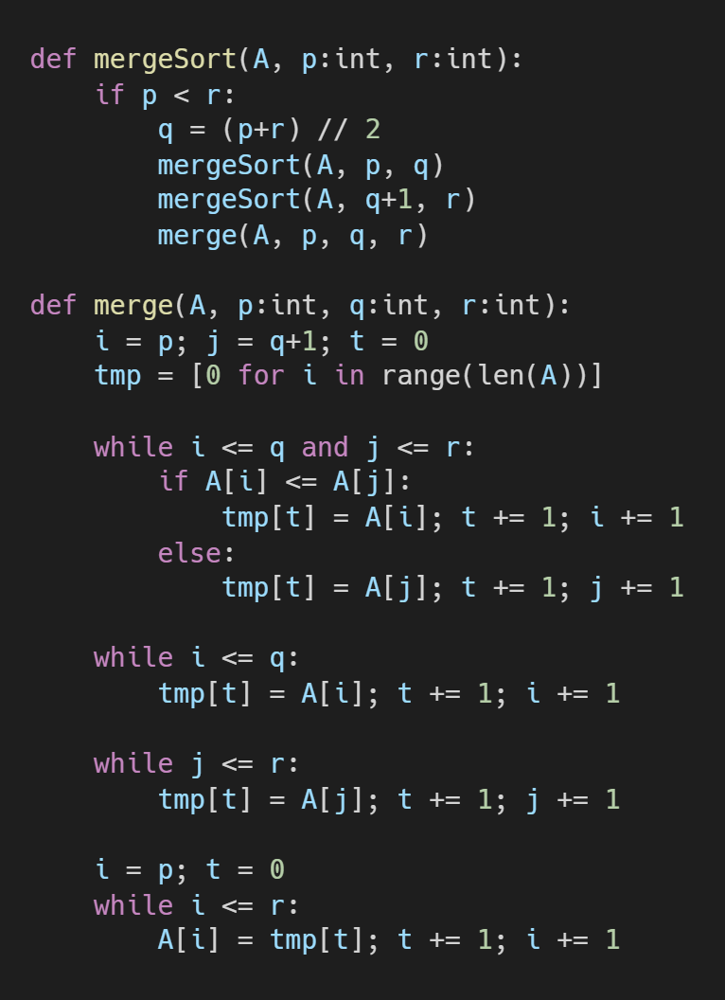 def mergeSort(A, p:int, r:int):
    if p < r:
        q = (p+r) // 2
        mergeSort(A, p, q)
        mergeSort(A, q+1, r)
        merge(A, p, q, r)

def merge(A, p:int, q:int, r:int):
    i = p; j = q+1; t = 0
    tmp = [0 for i in range(len(A))]

    while i <= q and j <= r:
        if A[i] <= A[j]:
            tmp[t] = A[i]; t += 1; i += 1
        else:
            tmp[t] = A[j]; t += 1; j += 1

    while i <= q:
        tmp[t] = A[i]; t += 1; i += 1

    while j <= r:
        tmp[t] = A[j]; t += 1; j += 1

    i = p; t = 0
    while i <= r:
        A[i] = tmp[t]; t += 1; i += 1